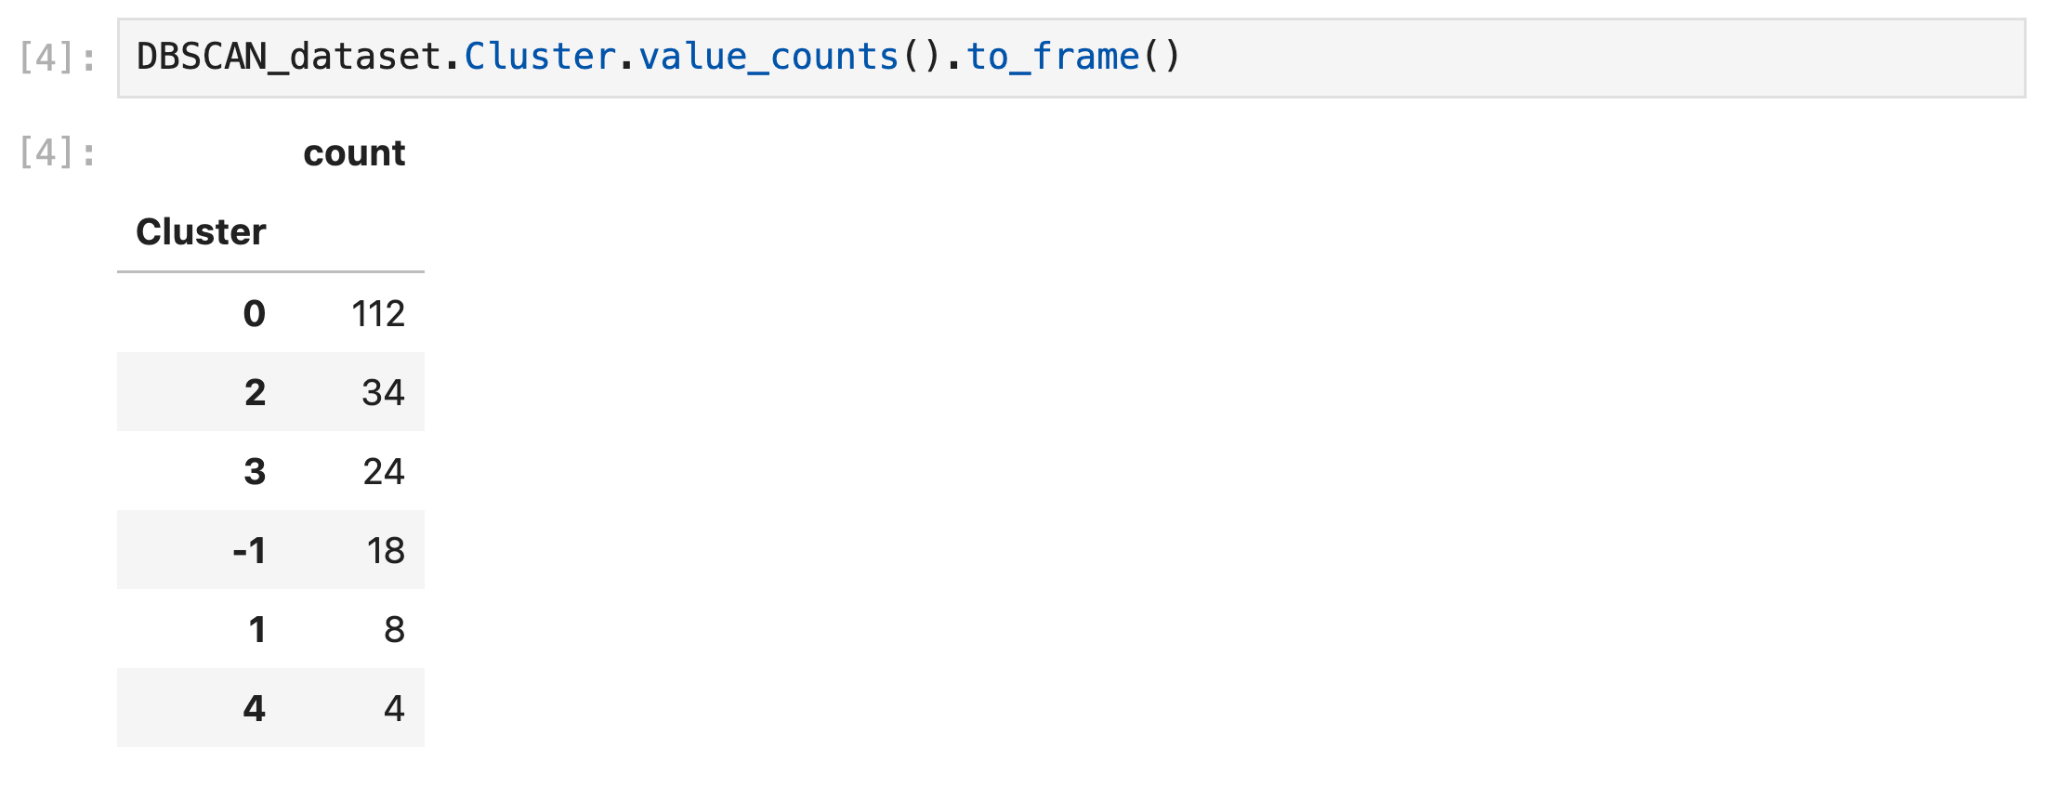 [4]: DBSCAN_dataset.Cluster.value_counts().to_frame()
[4]: count
Cluster
0 112
2 34
3 24
-1 18
1 8
4 4